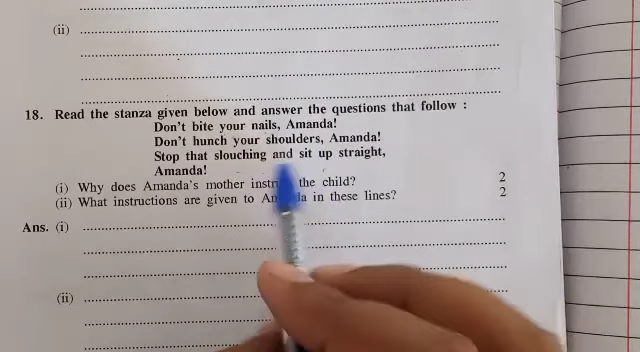 (ii)
18. Read the stanza given below and answer the questions that follow :
Don't bite your nails, Amanda!
Don't hunch your shoulders, Amanda!
Stop that slouching and sit up straight,
Amanda!
(i) Why does Amanda's mother the child? 2
(ii) What instructions are given to in these lines? 2
Ans. (i)
(ii)